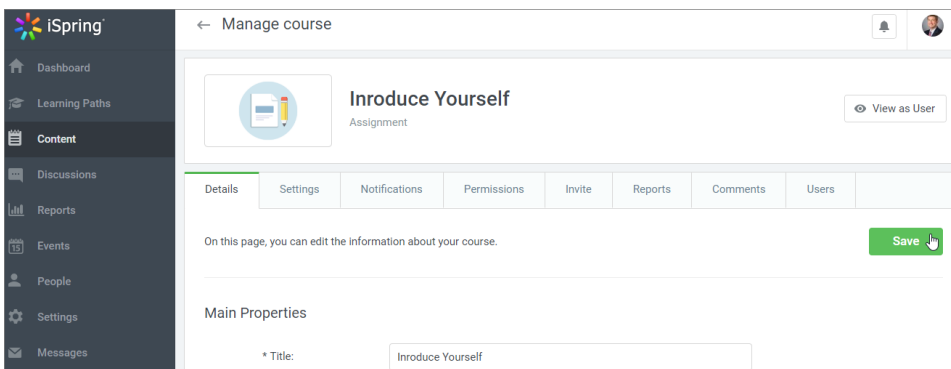 iSpring
← Manage course
Dashboard
Learning Paths
Content
Discussions
Reports
15 Events
People
Settings
Messages
Inroduce Yourself
Assignment
View as User
Details Settings Notifications Permissions Invite Reports Comments Users
On this page, you can edit the information about your course.
Save
Main Properties
* Title: Inroduce Yourself